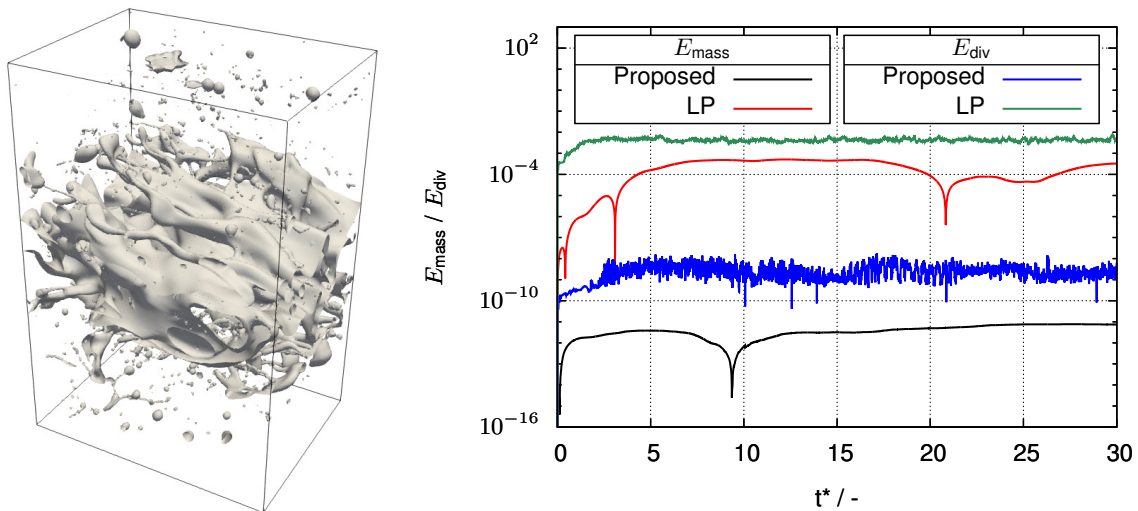 E_mass E_div
Proposed Proposed
LP LP
10^2
10^-4
10^-10
10^-16
E_mass / E_div
0 5 10 15 20 25 30
t* / -